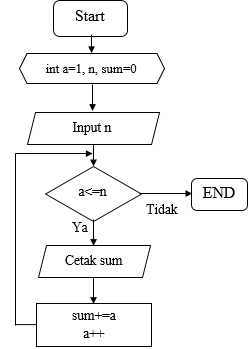 Start
int a=1, n, sum=0
Input n
a<=n
END
Tidak
Ya
Cetak sum
sum+=a
a++